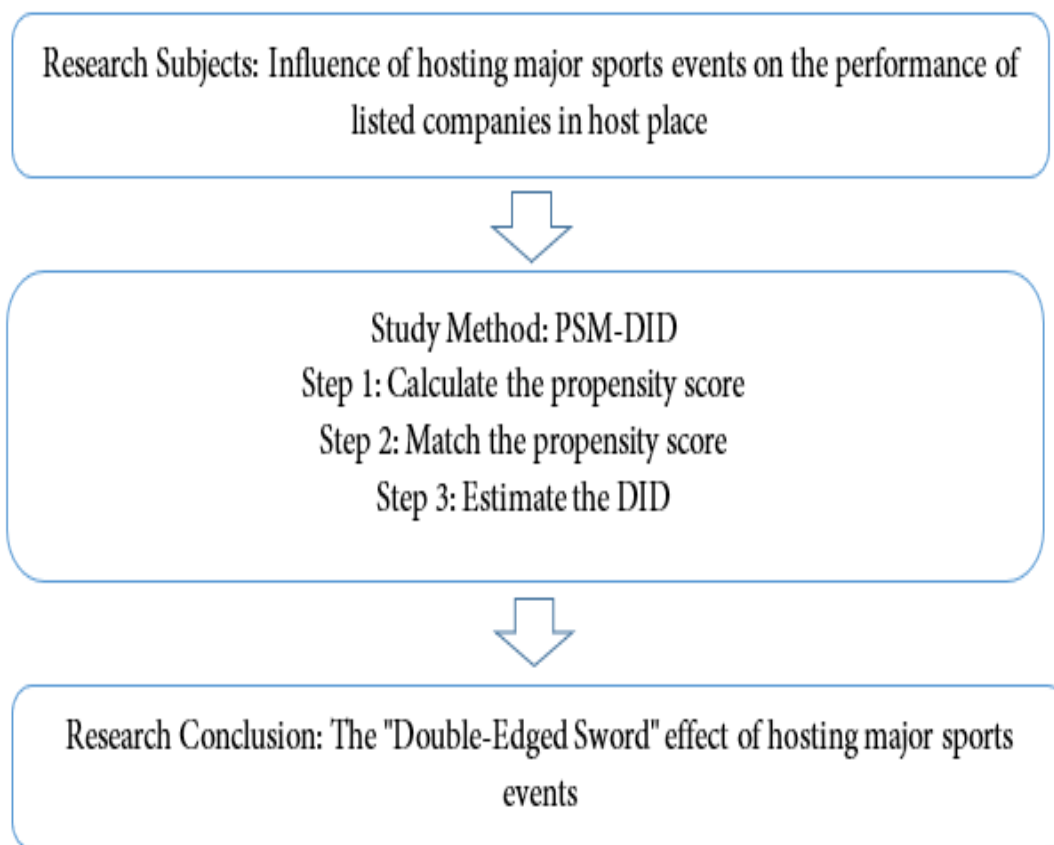 Research Subjects: Influence of hosting major sports events on the performance of
listed companies in host place
Study Method: PSM-DID
Step 1: Calculate the propensity score
Step 2: Match the propensity score
Step 3: Estimate the DID
Research Conclusion: The "Double-Edged Sword" effect of hosting major sports
events